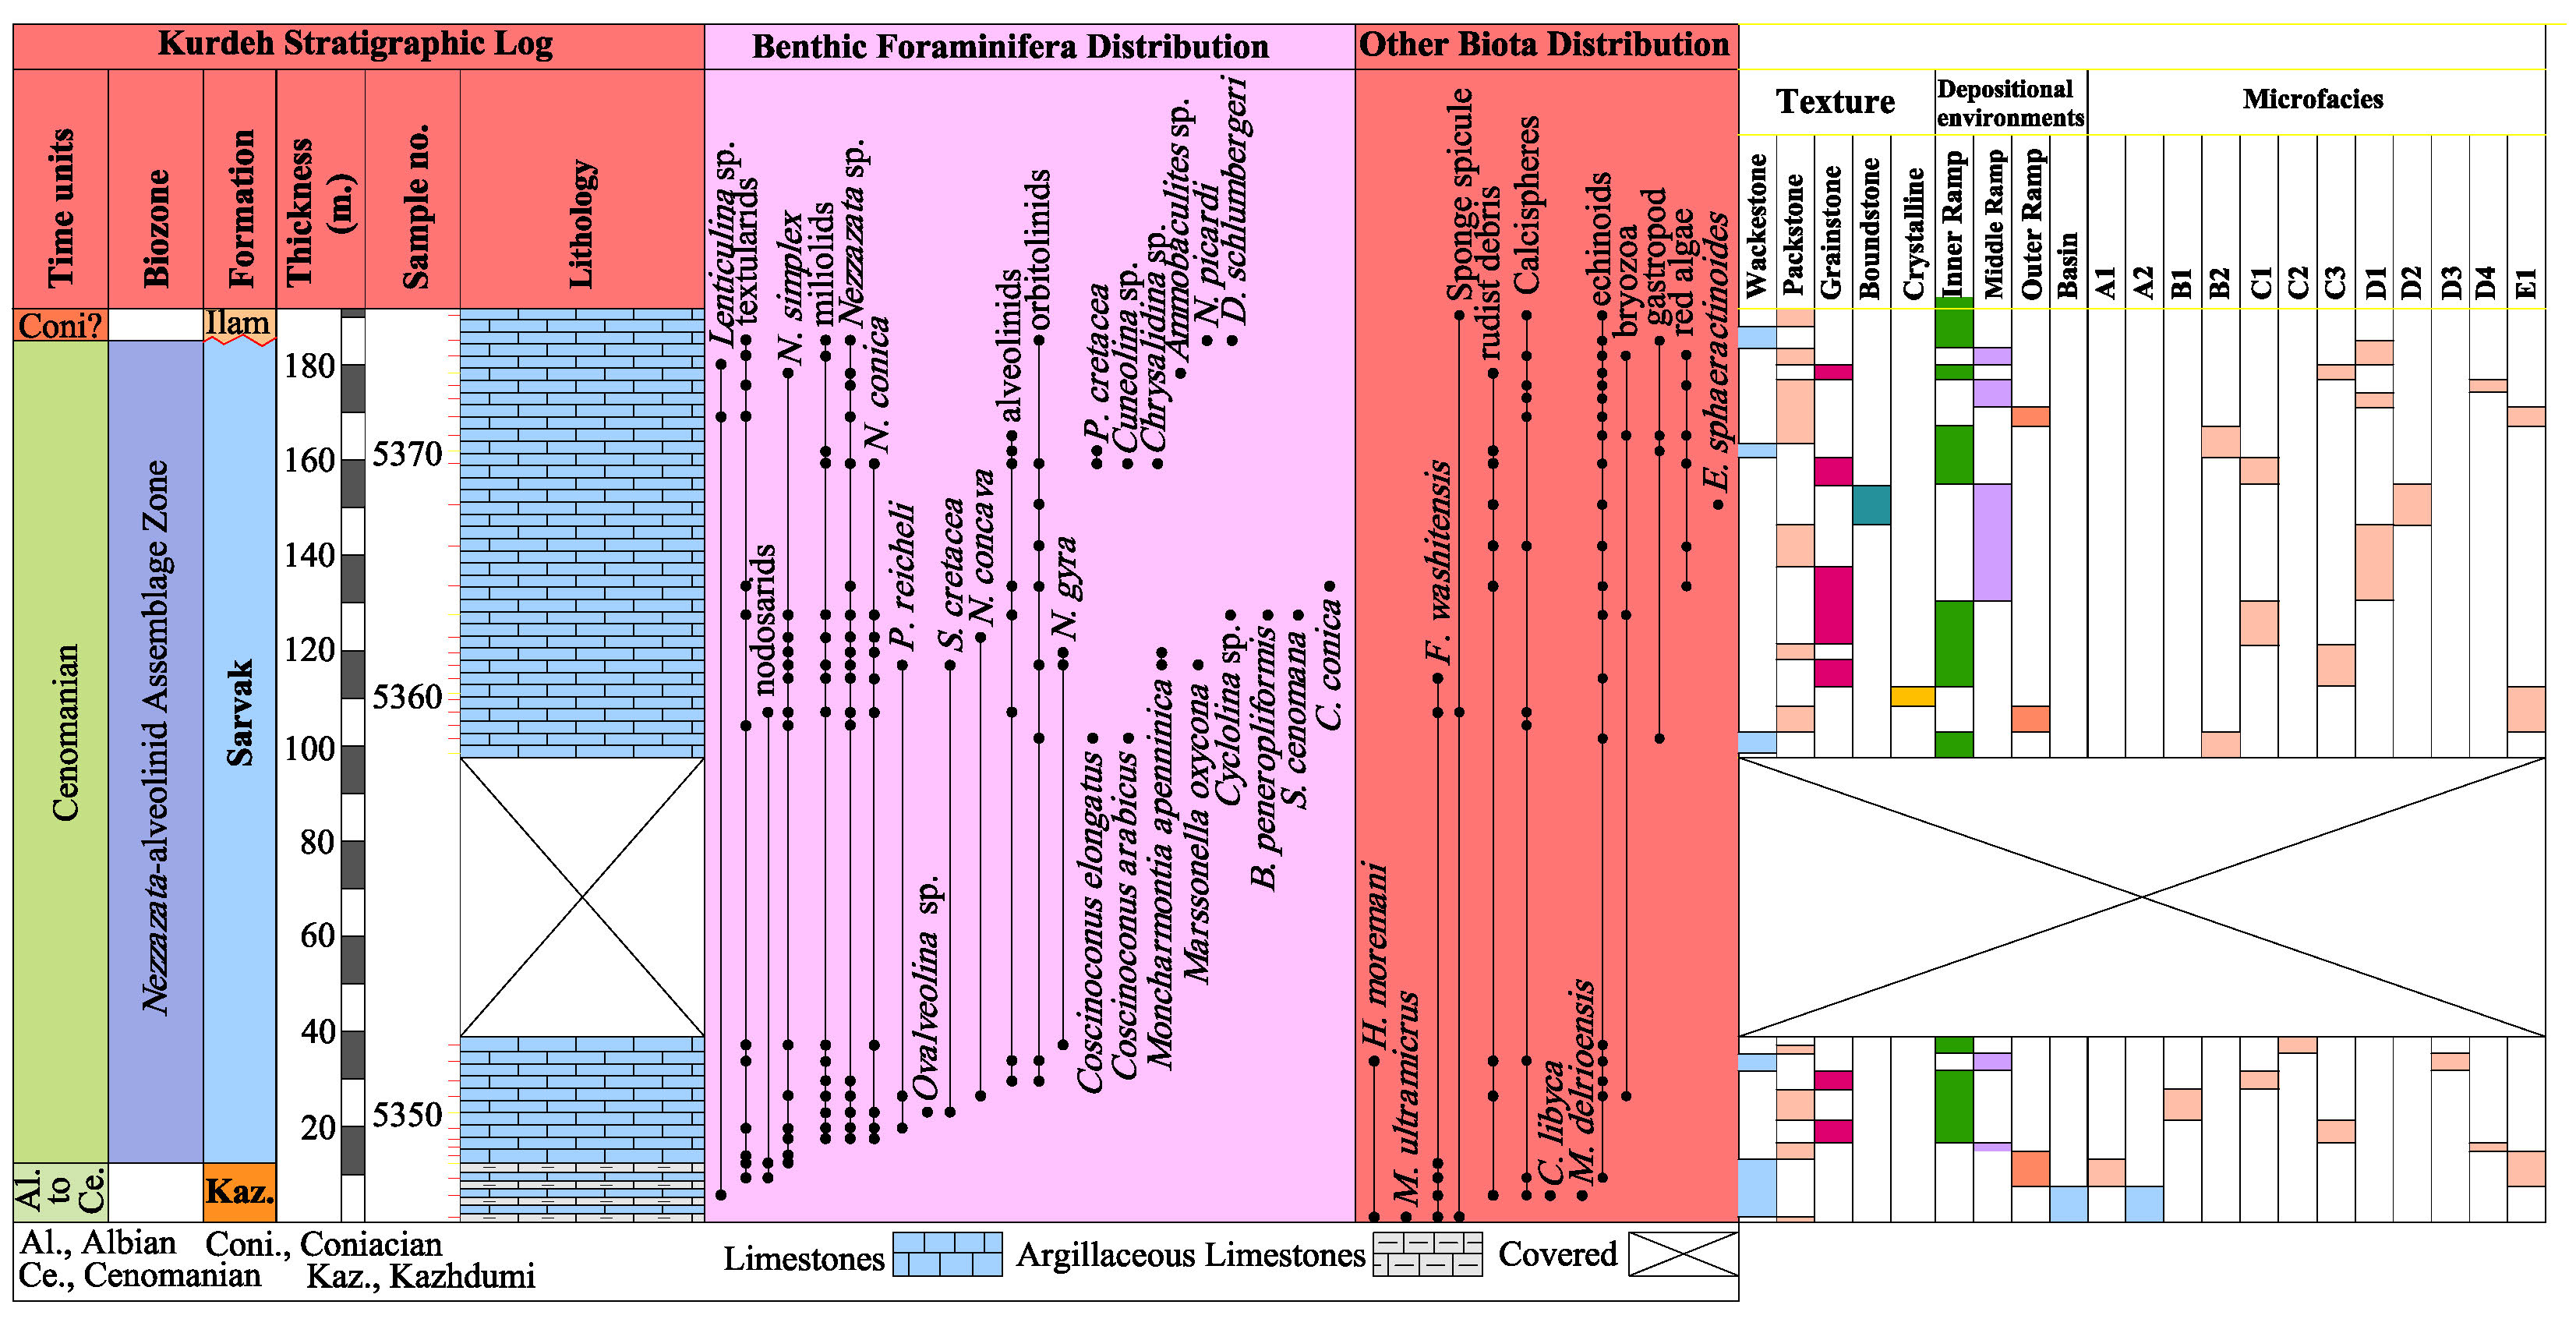 Kurdeh Stratigraphic Log
Benthic Foraminifera Distribution
Other Biota Distribution
Texture
Depositional
environments
Microfacies
Time units
Biozone
Formation
Thickness
(m.)
Sample no.
Lithology
Lenticulina sp.
textularids
N. simplex
miliolids
Nezzazata sp.
N. conica
alveolinids
orbitolinids
P. cretacea
Cuneolina sp.
Chrysalidina sp.
Ammobaculites sp.
N. picardi
D. schlumbergeri
Sponge spicule
rudist debris
Calcispheres
echinoids
bryozoa
gastropod
red algae
E. sphaeractinoides
Wackestone
Packstone
Grainstone
Boundstone
Crystalline
Inner Ramp
Middle Ramp
Outer Ramp
Basin
A1
A2
B1
B2
C1
C2
C3
D1
D2
D3
D4
E1
Coni?
Ilam
180
160
140
120
100
80
60
40
20
5370
5360
5350
Cenomanian
Nezzazata-alveolinid Assemblage Zone
Sarvak
nodosarids
P. reicheli
S. cretacea
N. concava
N. gyra
Ovalveolina sp.
Coscinoconus elongatus
Coscinoconus arabicus
Moncharmontia apenninica
Marssonella oxycona
Cyclolina sp.
B. peneropliformis
S. cenomana
C. conica
F. washitensis
H. moremani
M. ultramicrus
C. libyca
M. delrioensis
Al.
to
Ce.
Kaz.
Al., Albian Coni., Coniacian
Ce., Cenomanian Kaz., Kazhdumi
Limestones
Argillaceous Limestones
Covered